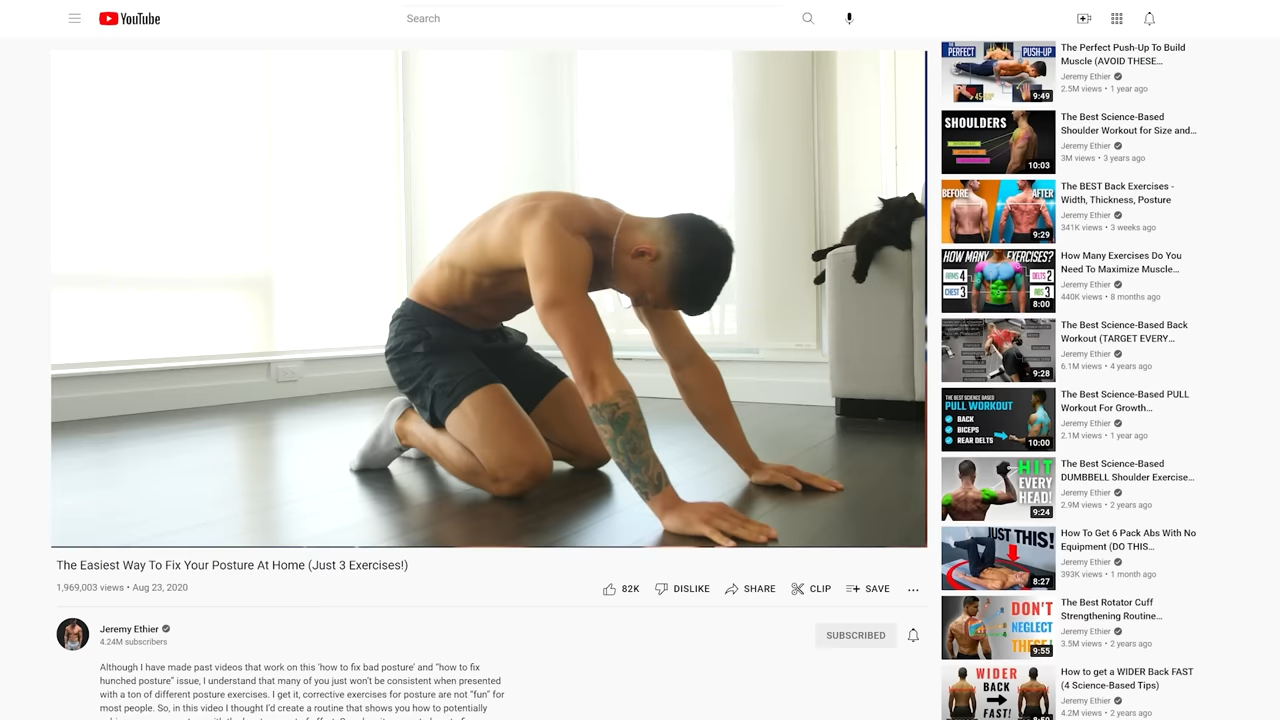 YouTube
Search
The Easiest Way To Fix Your Posture At Home (Just 3 Exercises!)
1,969,003 views • Aug 23, 2020
82K
DISLIKE
SHARE
CLIP
SAVE
Jeremy Ethier
4.24M subscribers
SUBSCRIBED
Although I have made past videos that work on this 'how to fix bad posture' and "how to fix
hunched posture" issue, I understand that many of you just won't be consistent when presented
with a ton of different posture exercises. I get it, corrective exercises for posture are not "fun" for
most people. So, in this video I thought I'd create a routine that shows you how to potentially
PERFECT
PUSH-UP
9:49
The Perfect Push-Up To Build
Muscle (AVOID THESE...
Jeremy Ethier
2.5M views • 1 year ago
SHOULDERS
10:03
The Best Science-Based
Shoulder Workout for Size and...
Jeremy Ethier
3M views • 3 years ago
BEFORE
AFTER
9:29
The BEST Back Exercises -
Width, Thickness, Posture
Jeremy Ethier
341K views • 3 weeks ago
HOW MANY EXERCISES?
ARMS 4
DELTS 2
CHEST 3
ABS 3
8:00
How Many Exercises Do You
Need To Maximize Muscle...
Jeremy Ethier
440K views • 8 months ago
9:28
The Best Science-Based Back
Workout (TARGET EVERY...
Jeremy Ethier
6.1M views • 4 years ago
THE BEST SCIENCE BASED
PULL WORKOUT
BACK
BICEPS
REAR DELTS
10:00
The Best Science-Based PULL
Workout For Growth...
Jeremy Ethier
2.1M views • 1 year ago
HIT
EVERY
HEAD!
9:24
The Best Science-Based
DUMBBELL Shoulder Exercise...
Jeremy Ethier
2.9M views • 2 years ago
JUST THIS!
8:27
How To Get 6 Pack Abs With No
Equipment (DO THIS...
Jeremy Ethier
393K views • 1 month ago
DON'T
NEGLECT
THESE!
9:55
The Best Rotator Cuff
Strengthening Routine...
Jeremy Ethier
3.5M views • 2 years ago
WIDER
BACK
FAST!
How to get a WIDER Back FAST
(4 Science-Based Tips)
Jeremy Ethier
4.2M views • 2 years ago